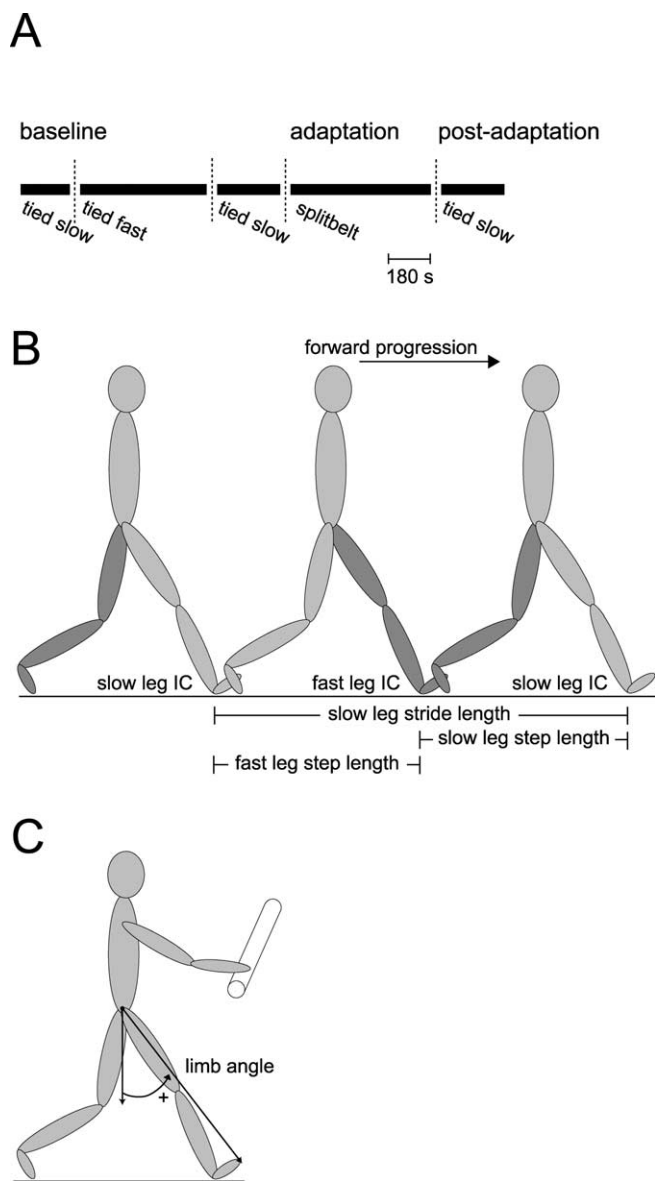 A
baseline adaptation post-adaptation
tied slow tied fast tied slow splitbelt tied slow
180 s
B
forward progression
slow leg IC fast leg IC slow leg IC
slow leg stride length
slow leg step length
fast leg step length
C
limb angle
+